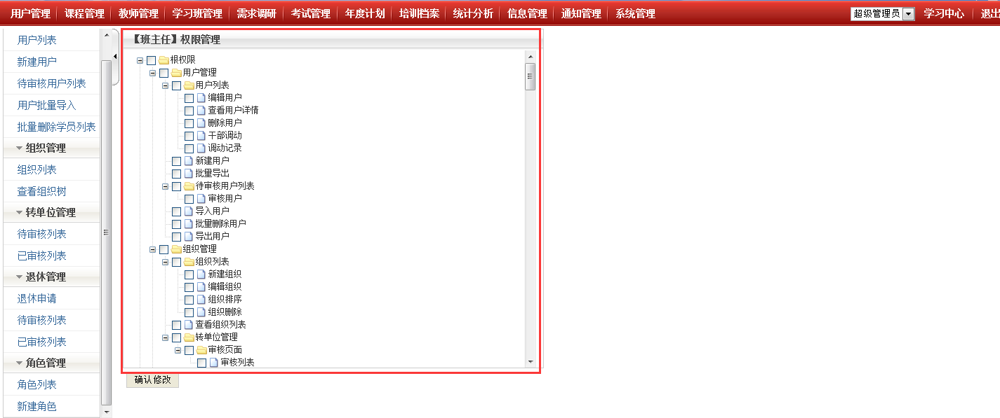 用户管理 课程管理 教师管理 学习班管理 需求调研 考试管理 年度计划 培训档案 统计分析 信息管理 通知管理 系统管理 超级管理员 学习中心 退出
用户列表
新建用户
待审核用户列表
用户批量导入
批量删除学员列表
组织管理
组织列表
查看组织树
转单位管理
待审核列表
已审核列表
退休管理
退休申请
待审核列表
已审核列表
角色管理
角色列表
新建角色
【班主任】权限管理
根权限
用户管理
用户列表
编辑用户
查看用户详情
删除用户
干部调动
调动记录
新建用户
批量导出
待审核用户列表
审核用户
导入用户
批量删除用户
导出用户
组织管理
组织列表
新建组织
编辑组织
组织排序
组织删除
查看组织列表
转单位管理
审核页面
审核列表
确认修改